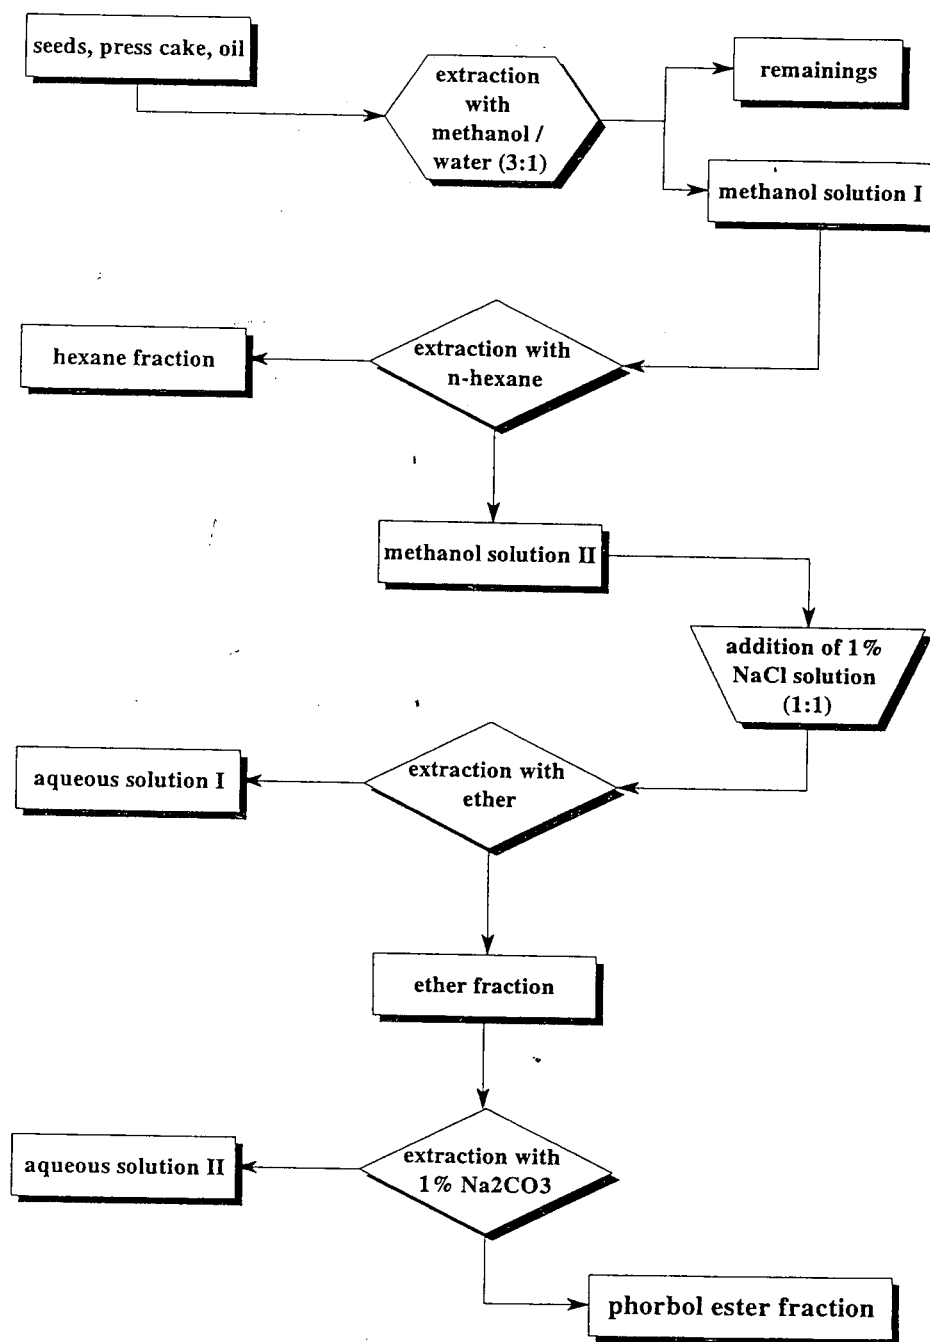 seeds, press cake, oil
extraction
with
methanol /
water (3:1)
remainings
methanol solution I
extraction with
n-hexane
hexane fraction
methanol solution II
addition of 1%
NaCl solution
(1:1)
extraction with
ether
aqueous solution I
ether fraction
extraction with
1% Na2CO3
aqueous solution II
phorbol ester fraction